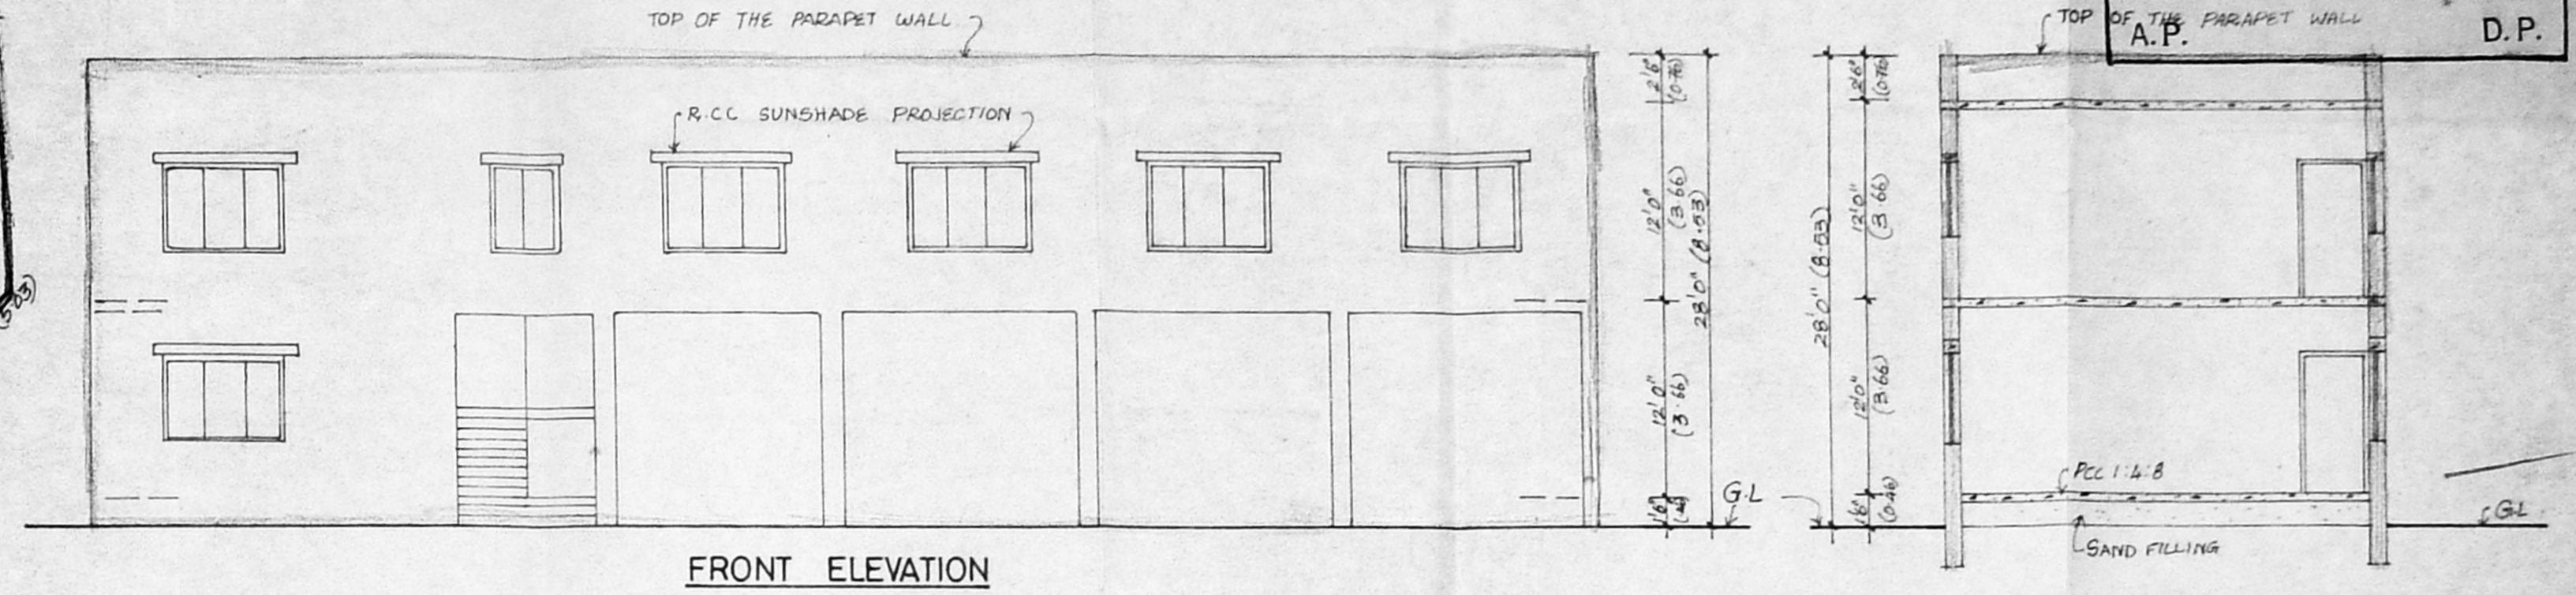 TOP OF THE PARAPET WALL
R.C.C SUNSHADE PROJECTION
2'6"
(0.76)
12'0"
(3.66)
28'0" (8.53)
12'0"
(3.66)
1'6"
G.L
FRONT ELEVATION
28'0" (8.53)
2'6"
(0.76)
12'0"
(3.66)
12'0"
(3.66)
1'6"
(0.46)
TOP OF THE PARAPET WALL
A.P. D.P.
PCC 1:4:8
SAND FILLING
G.L